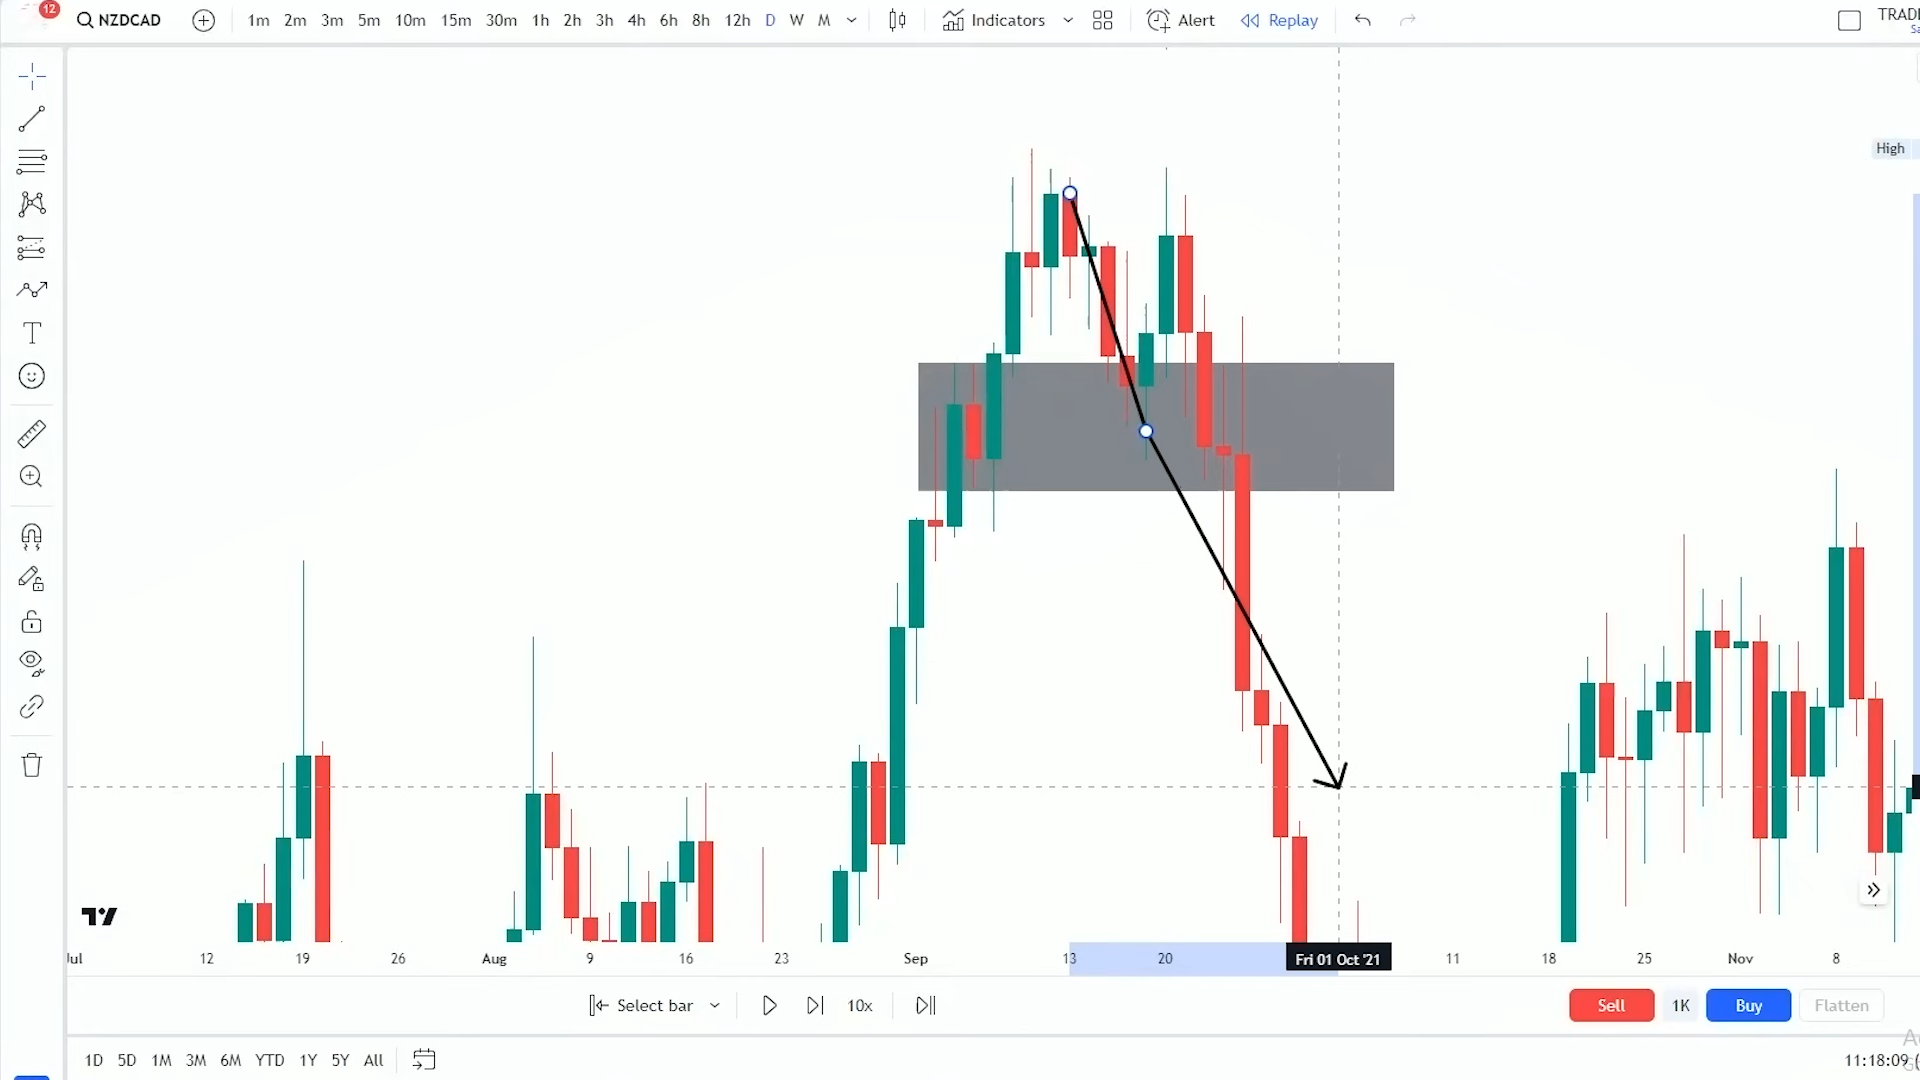 12
NZDCAD
1m 2m 3m 5m 10m 15m 30m 1h 2h 3h 4h 6h 8h 12h D W M
Indicators
Alert
Replay
TRAD
High
Jul 12 19 26 Aug 9 16 23 Sep 13 20 Fri 01 Oct '21 11 18 25 Nov 8
Select bar
10x
Sell 1K Buy Flatten
1D 5D 1M 3M 6M YTD 1Y 5Y All
11:18:09